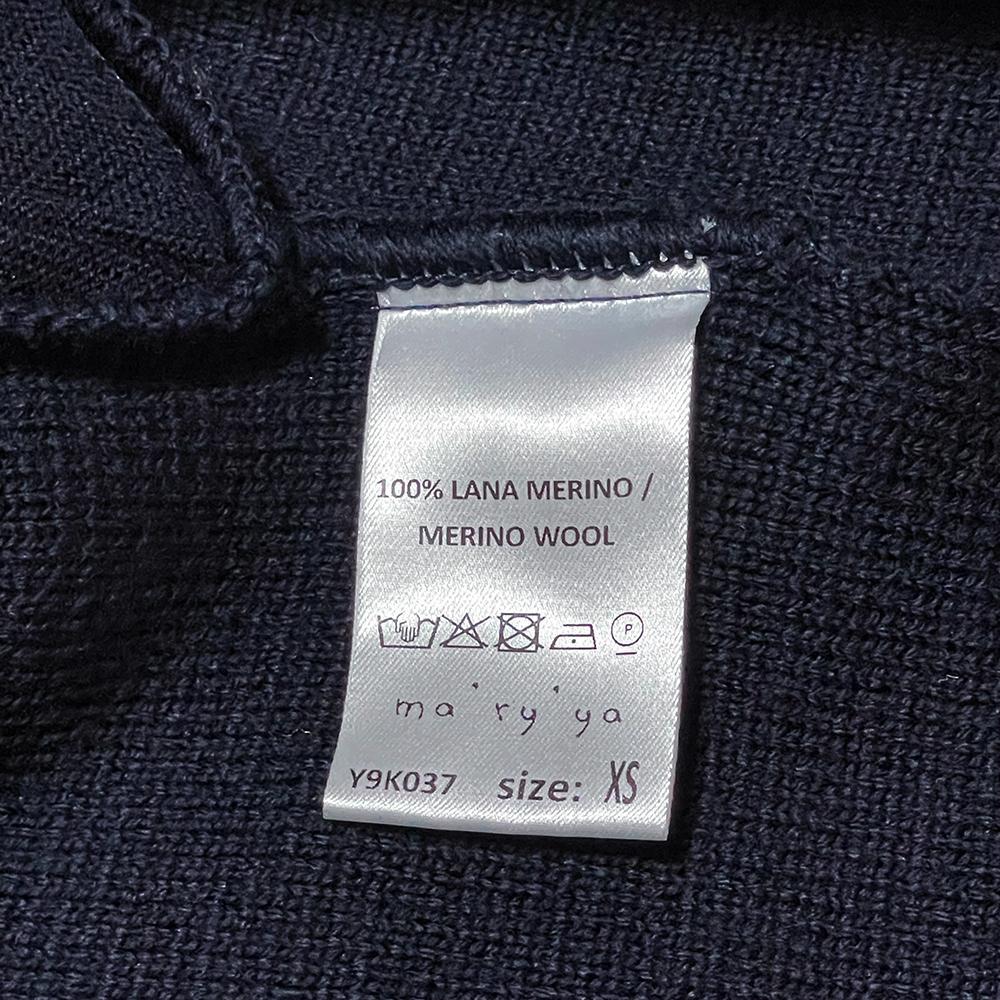 100% LANA MERINO /
MERINO WOOL
P
ma'ry'ya
Y9K037 size: XS